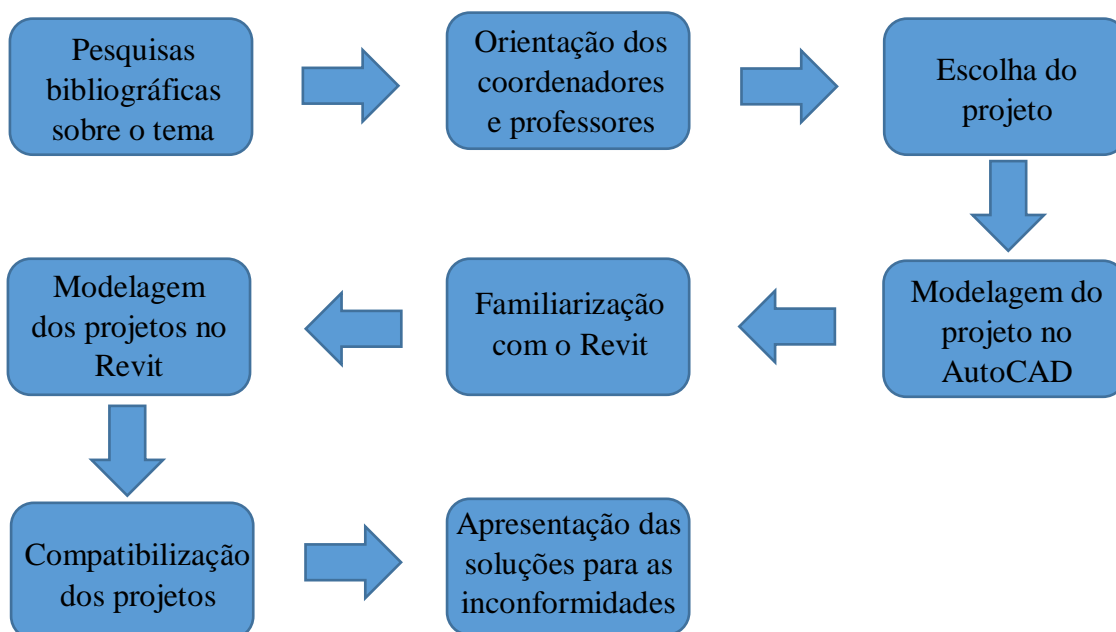 Pesquisas
bibliográficas
sobre o tema
Orientação dos
coordenadores
e professores
Escolha do
projeto
Modelagem do
projeto no
AutoCAD
Familiarização
com o Revit
Modelagem
dos projetos no
Revit
Compatibilização
dos projetos
Apresentação das
soluções para as
inconformidades